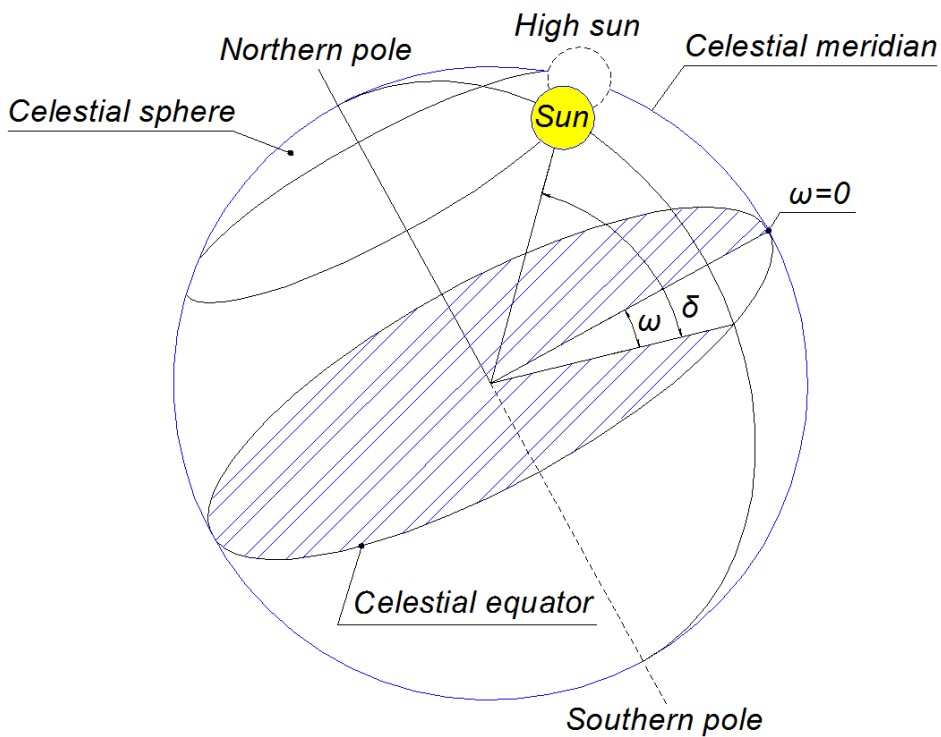 High sun
Northern pole
Celestial meridian
Celestial sphere
Sun
ω=0
δ
ω
Celestial equator
Southern pole